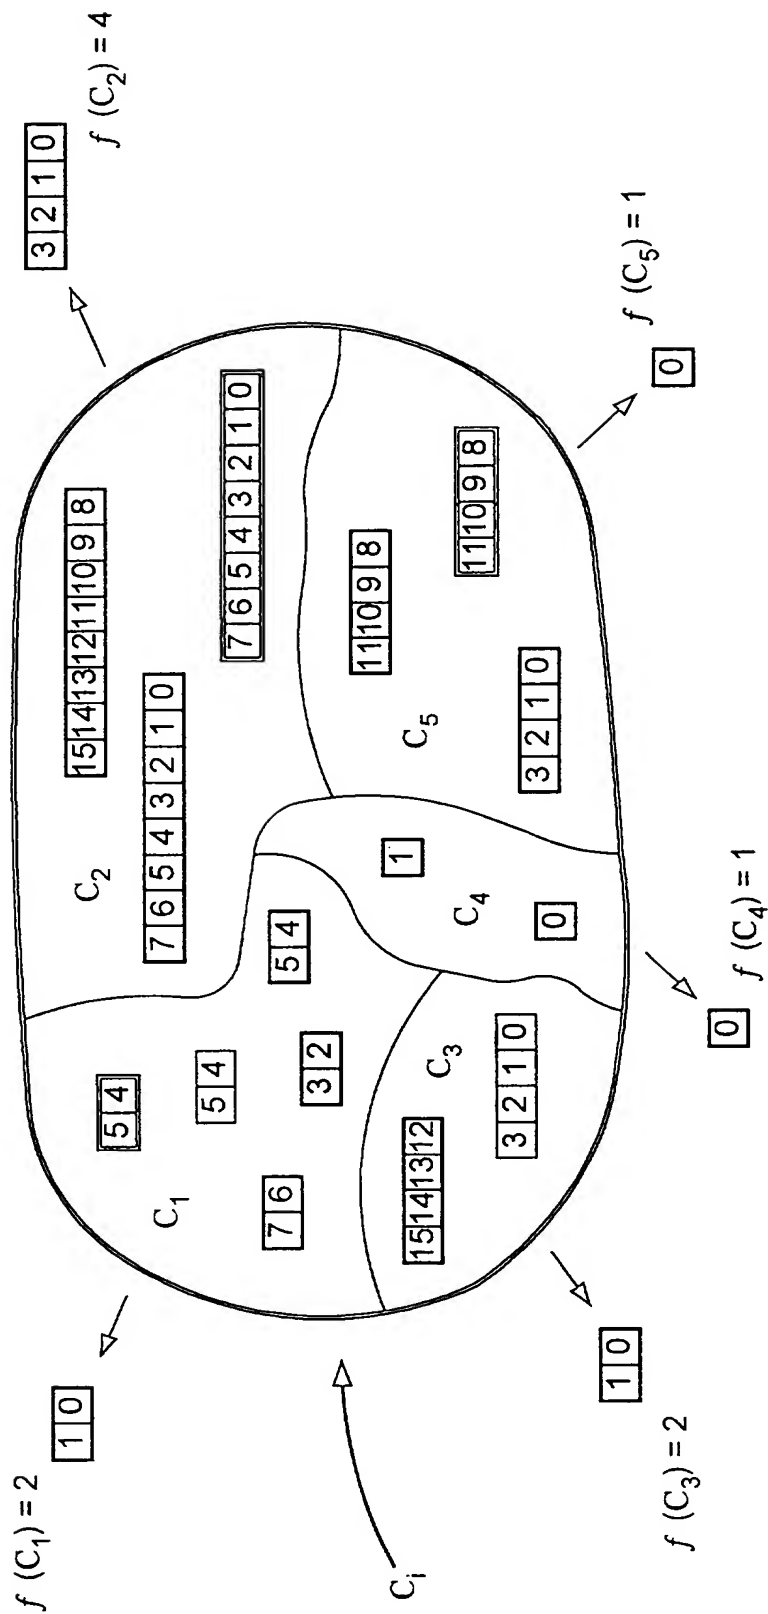 f (C₁) = 2
3 2 1 0
1 0
15 14 13 12 11 10 9 8
C₂
f (C₂) = 4
5 4
7 6 5 4 3 2 1 0
C₁
5 4
7 6 5 4 3 2 1 0
7 6
5 4
3 2
11 10 9 8
1
Cᵢ
C₅
15 14 13 12
C₃
C₄
11 10 9 8
3 2 1 0
3 2 1 0
0
1 0
f (C₅) = 1
0
f (C₃) = 2
0
f (C₄) = 1